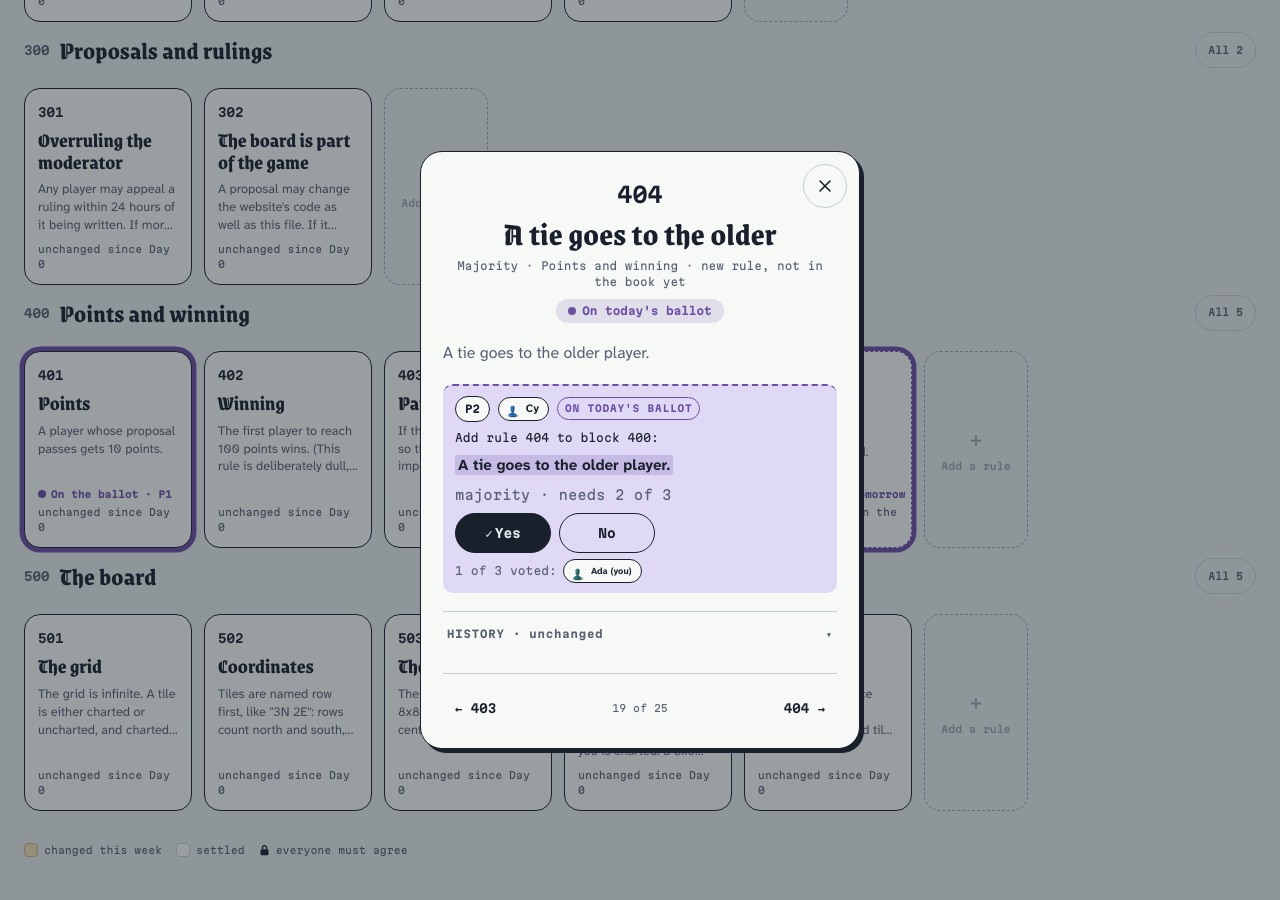 0 0 0 0
300 Proposals and rulings All 2
301
Overruling the
moderator
Any player may appeal a
ruling within 24 hours of
it being written. If mor...
unchanged since Day
0
302
The board is part
of the game
A proposal may change
the website's code as
well as this file. If it...
unchanged since Day
0
400 Points and winning All 5
401
Points
A player whose proposal
passes gets 10 points.
On the ballot · P1
unchanged since Day
0
402
Winning
The first player to reach
100 points wins. (This
rule is deliberately dull,...
unchanged since Day
0
403
+
Add a rule
404
A tie goes to the older
Majority · Points and winning · new rule, not in
the book yet
On today's ballot
A tie goes to the older player.
P2 Cy ON TODAY'S BALLOT
Add rule 404 to block 400:
A tie goes to the older player.
majority · needs 2 of 3
✓Yes No
1 of 3 voted: Ada (you)
HISTORY · unchanged ▾
← 403 19 of 25 404 →
500 The board All 5
501
The grid
The grid is infinite. A tile
is either charted or
uncharted, and charted...
unchanged since Day
0
502
Coordinates
Tiles are named row
first, like "3N 2E": rows
count north and south,...
unchanged since Day
0
503
The
8x8
unchanged since Day
0
unchanged since Day
0
unchanged since Day
0
+
Add a rule
changed this week settled everyone must agree